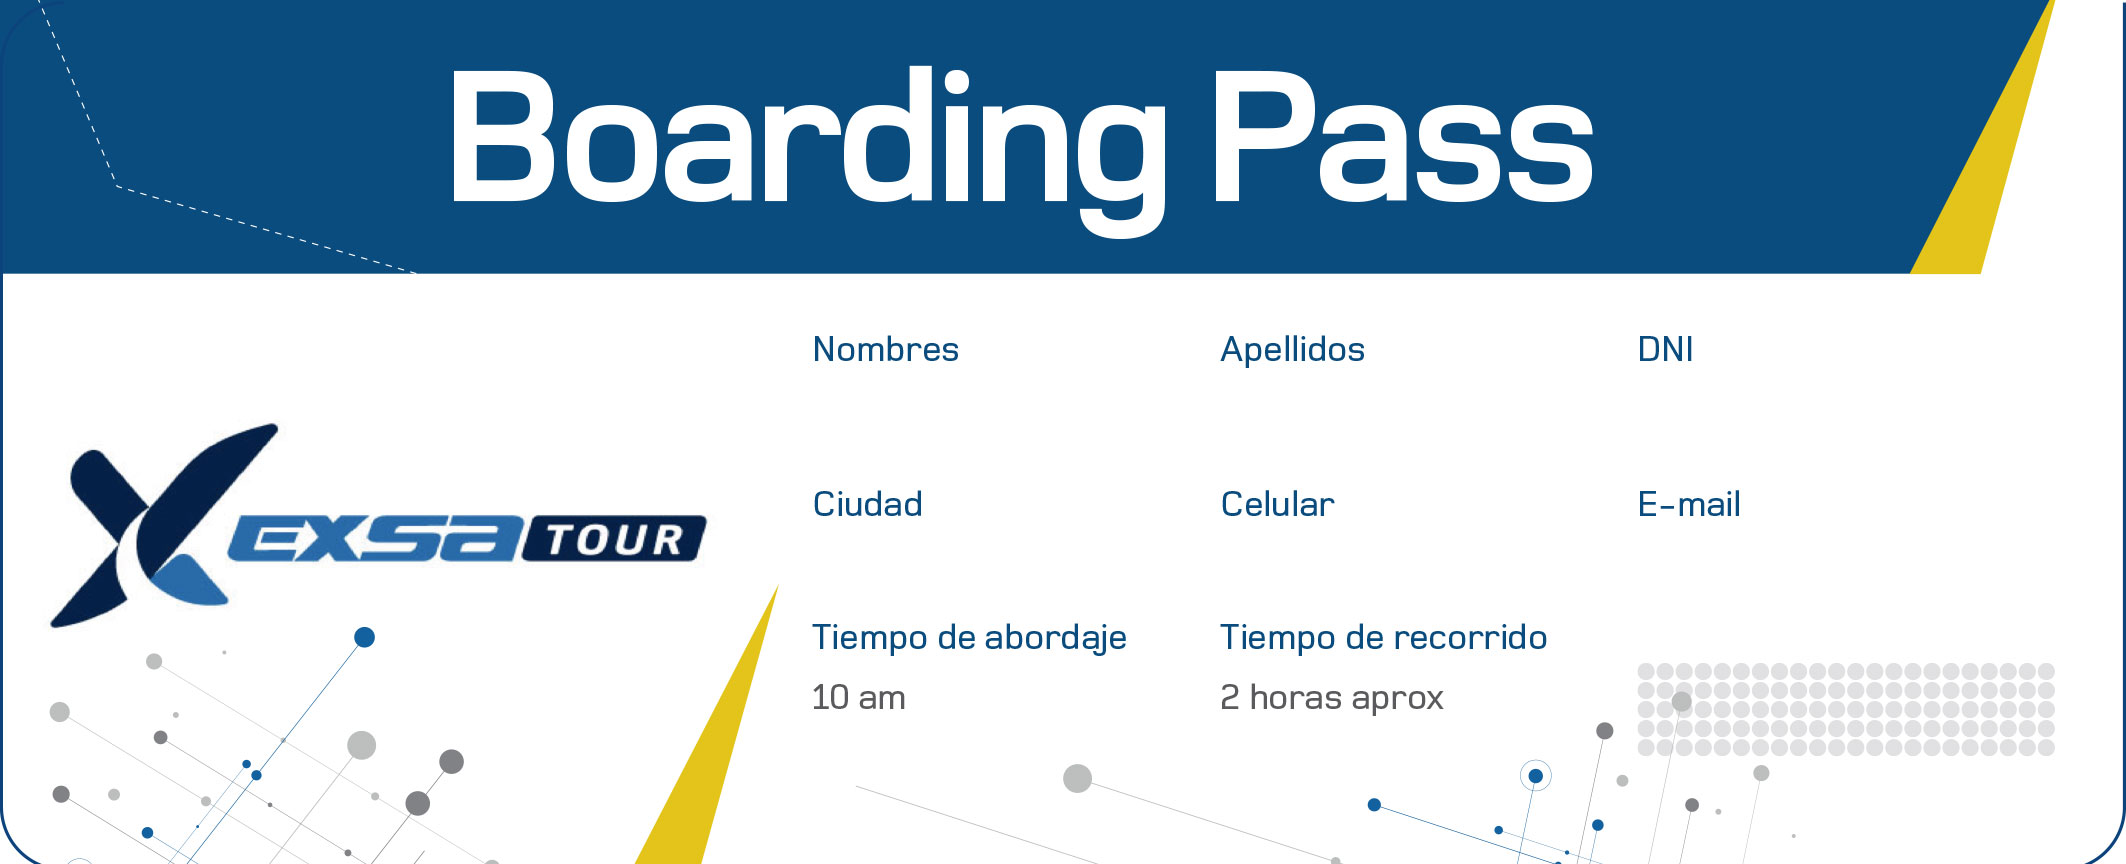 Boarding Pass
Nombres
Apellidos
DNI
EXSA TOUR
Ciudad
Celular
E-mail
Tiempo de abordaje
Tiempo de recorrido
10 am
2 horas aprox